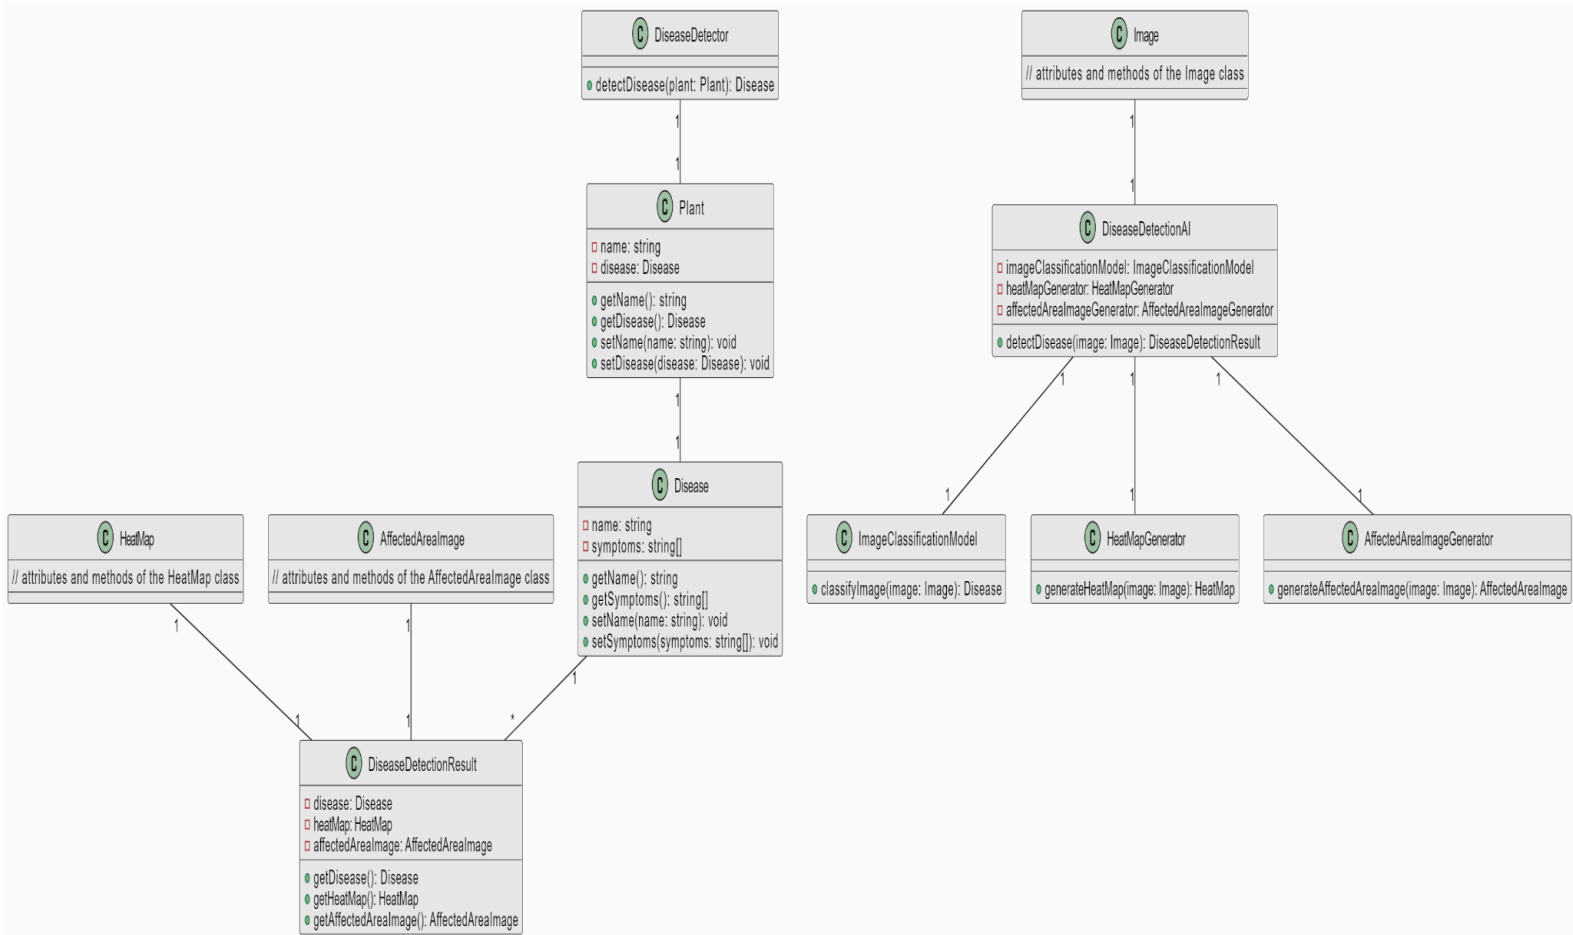 C DiseaseDetector
detectDisease(plant: Plant): Disease
1
1
C Plant
name: string
disease: Disease
getName(): string
getDisease(): Disease
setName(name: string): void
setDisease(disease: Disease): void
1
1
C Disease
name: string
symptoms: string[]
getName(): string
getSymptoms(): string[]
setName(name: string): void
setSymptoms(symptoms: string[]): void
1
*
C HeatMap
// attributes and methods of the HeatMap class
1
1
C AffectedAreaImage
// attributes and methods of the AffectedAreaImage class
1
1
C DiseaseDetectionResult
disease: Disease
heatMap: HeatMap
affectedAreaImage: AffectedAreaImage
getDisease(): Disease
getHeatMap(): HeatMap
getAffectedAreaImage(): AffectedAreaImage
C Image
// attributes and methods of the Image class
1
1
C DiseaseDetectionAI
imageClassificationModel: ImageClassificationModel
heatMapGenerator: HeatMapGenerator
affectedAreaImageGenerator: AffectedAreaImageGenerator
detectDisease(image: Image): DiseaseDetectionResult
1 1 1
1 1 1
C ImageClassificationModel
classifyImage(image: Image): Disease
C HeatMapGenerator
generateHeatMap(image: Image): HeatMap
C AffectedAreaImageGenerator
generateAffectedAreaImage(image: Image): AffectedAreaImage